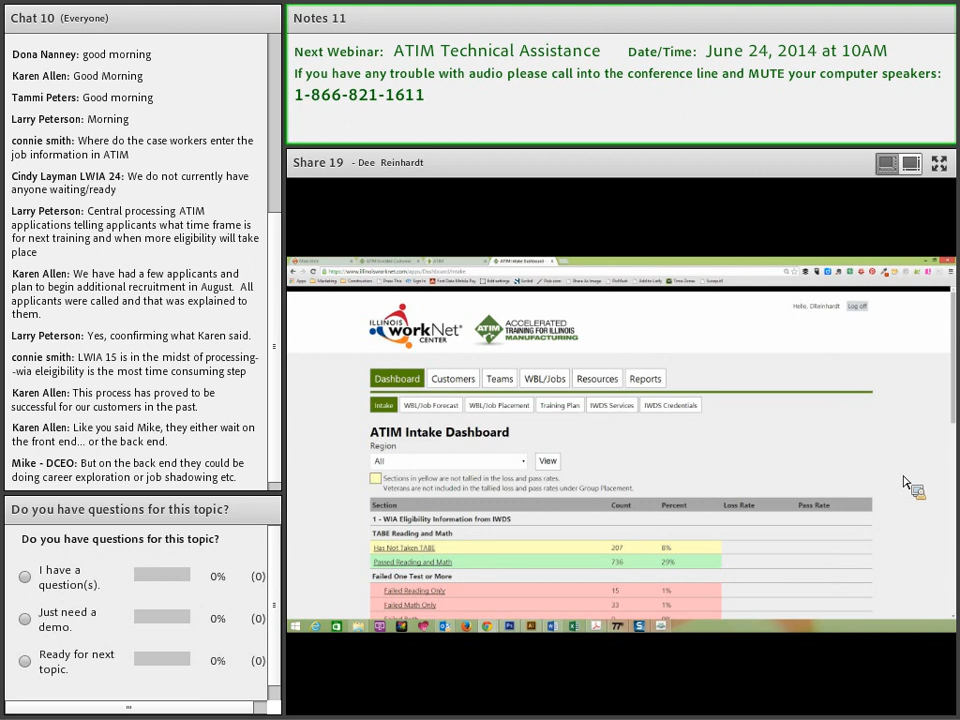 Chat 10 (Everyone)
Dona Nanney: good morning
Karen Allen: Good Morning
Tammi Peters: Good morning
Larry Peterson: Morning
connie smith: Where do the case workers enter the
job information in ATIM
Cindy Layman LWIA 24: We do not currently have
anyone waiting/ready
Larry Peterson: Central processing ATIM
applications telling applicants what time frame is
for next training and when more eligibility will take
place
Karen Allen: We have had a few applicants and
plan to begin additional recruitment in August. All
applicants were called and that was explained to
them.
Larry Peterson: Yes, coonfirming what Karen said.
connie smith: LWIA 15 is in the midst of processing-
-wia eleigibility is the most time consuming step
Karen Allen: This process has proved to be
successful for our customers in the past.
Karen Allen: Like you said Mike, they either wait on
the front end... or the back end.
Mike - DCEO: But on the back end they could be
doing career exploration or job shadowing etc.
Do you have questions for this topic?
Do you have questions for this topic?
I have a
question(s). 0% (0)
Just need a
demo. 0% (0)
Ready for next
topic. 0% (0)
Notes 11
Next Webinar: ATIM Technical Assistance Date/Time: June 24, 2014 at 10AM
If you have any trouble with audio please call into the conference line and MUTE your computer speakers:
1-866-821-1611
Share 19 - Dee Reinhardt
ATIM Intake Dashboard
https://www.illinoisworknet.com/apps/Dashboard/Intake
Hello, DReinhardt Log off
ILLINOIS
workNet
CENTER
ATIM
ACCELERATED
TRAINING FOR ILLINOIS
MANUFACTURING
Dashboard Customers Teams WBL/Jobs Resources Reports
Intake WBL/Job Forecast WBL/Job Placement Training Plan IWDS Services IWDS Credentials
ATIM Intake Dashboard
Region
All View
Sections in yellow are not tallied in the loss and pass rates.
Veterans are not included in the tallied loss and pass rates under Group Placement.
Section Count Percent Loss Rate Pass Rate
1 - WIA Eligibility Information from IWDS
TABE Reading and Math
Has Not Taken TABE 207 8%
Passed Reading and Math 736 29%
Failed One Test or More
Failed Reading Only 15 1%
Failed Math Only 33 1%